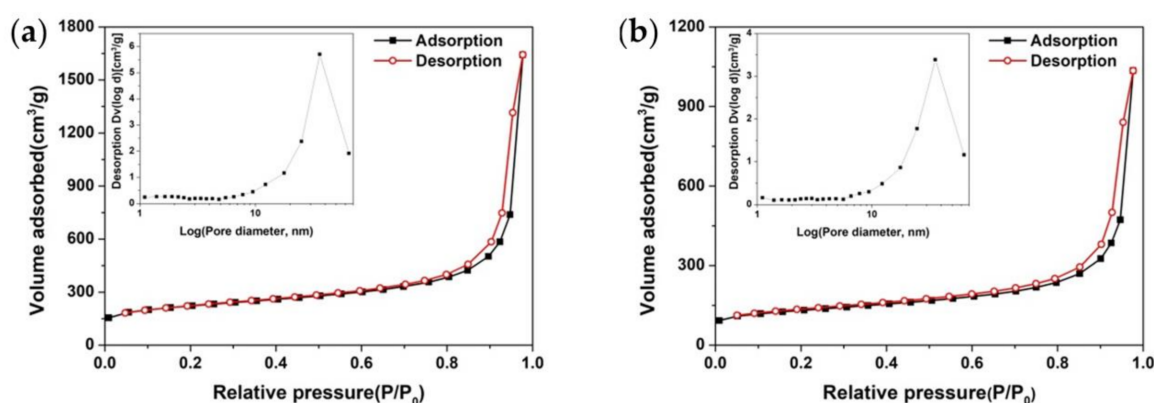 (a)
1800
1500
1200
900
600
300
0
Volume adsorbed(cm³/g)
0.0 0.2 0.4 0.6 0.8 1.0
Relative pressure(P/P₀)
Adsorption
Desorption
6
5
4
3
2
1
0
Desorption Dv(log d)[cm³/g]
1 10
Log(Pore diameter, nm)
(b)
1200
900
600
300
0
Volume adsorbed(cm³/g)
0.0 0.2 0.4 0.6 0.8 1.0
Relative pressure(P/P₀)
Adsorption
Desorption
4
3
2
1
0
Desorption Dv(log d)[cm³/g]
1 10
Log(Pore diameter, nm)